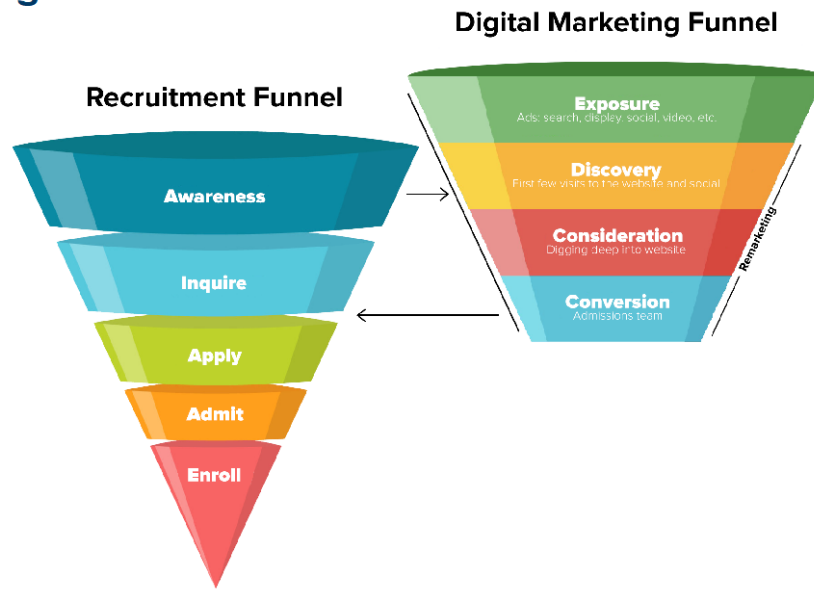 g
Digital Marketing Funnel
Recruitment Funnel
Exposure
Ads: search, display, social, video, etc.
Discovery
First few visits to the website and social
Consideration
Digging deep into website
Conversion
Admissions team
Remarketing
Awareness
Inquire
Apply
Admit
Enroll